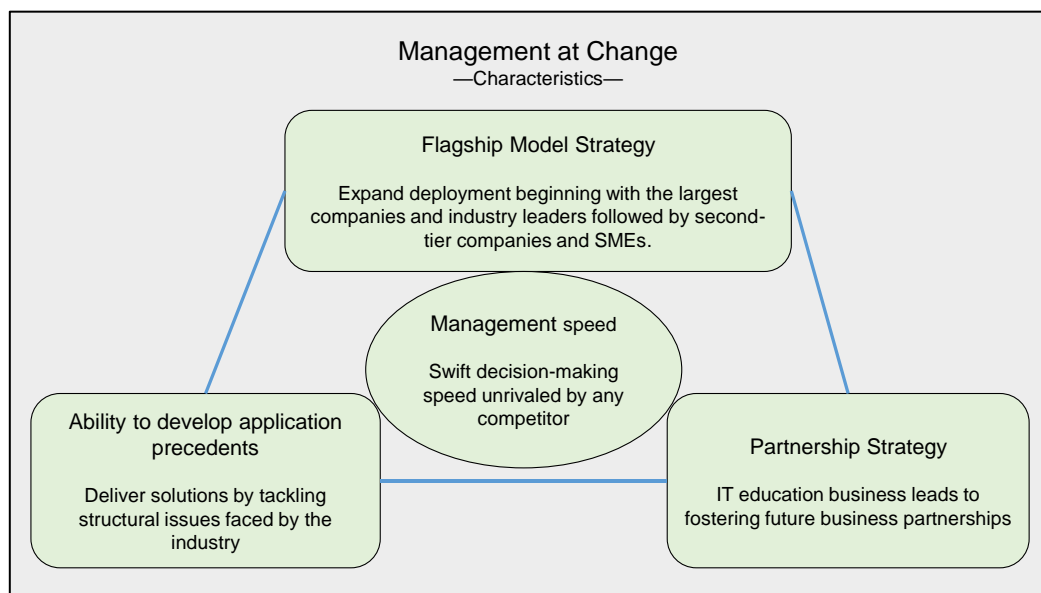 Management at Change
—Characteristics—
Flagship Model Strategy
Expand deployment beginning with the largest
companies and industry leaders followed by second-
tier companies and SMEs.
Management speed
Swift decision-making
speed unrivaled by any
competitor
Ability to develop application
precedents
Deliver solutions by tackling
structural issues faced by the
industry
Partnership Strategy
IT education business leads to
fostering future business partnerships